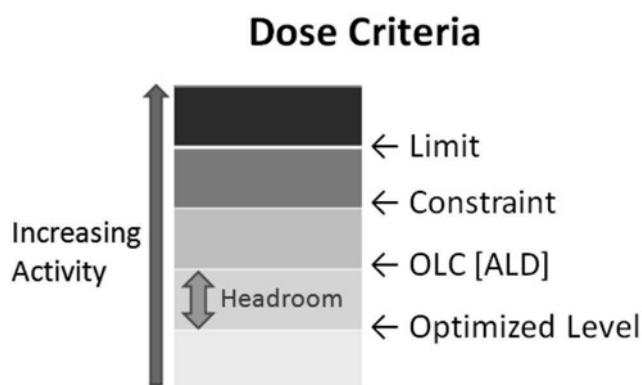 Dose Criteria
← Limit
← Constraint
Increasing
Activity
← OLC [ALD]
Headroom
← Optimized Level